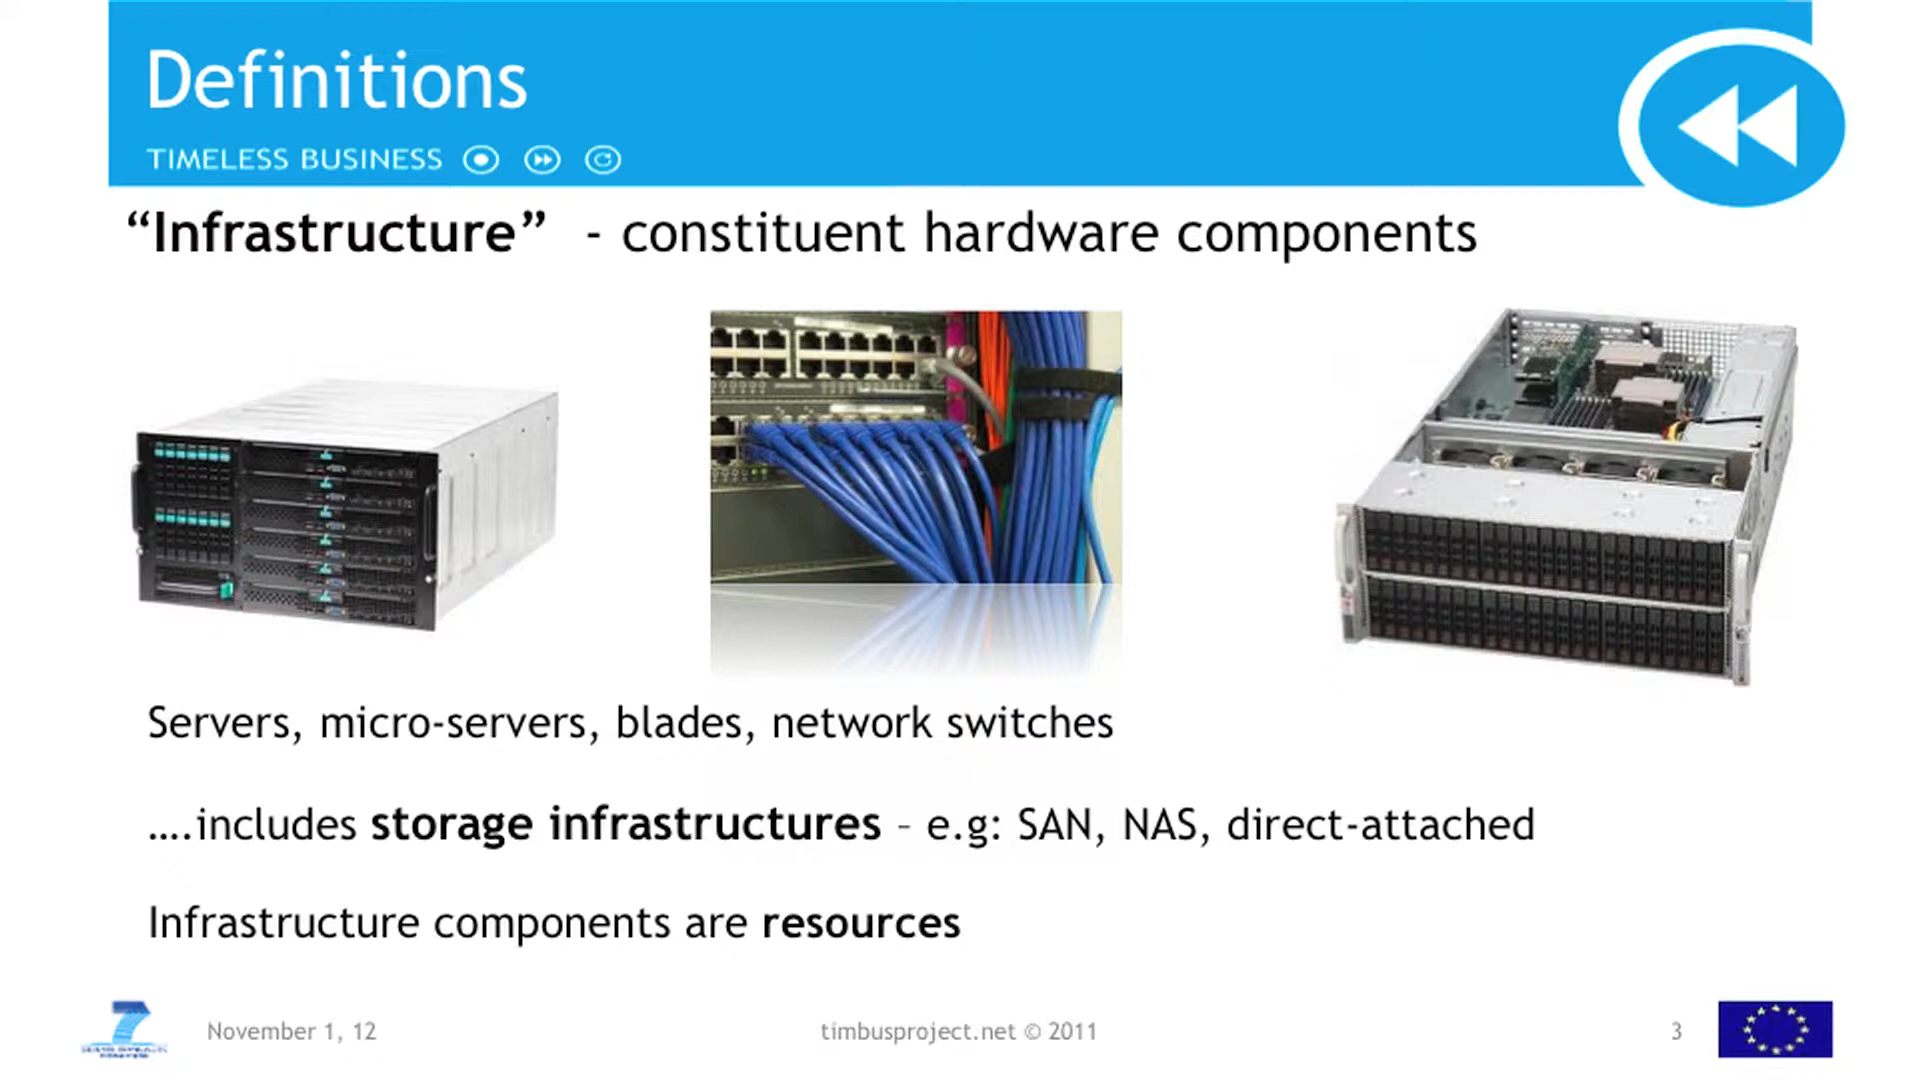 Definitions
TIMELESS BUSINESS
“Infrastructure” - constituent hardware components
Servers, micro-servers, blades, network switches
….includes storage infrastructures – e.g: SAN, NAS, direct-attached
Infrastructure components are resources
7
November 1, 12
timbusproject.net © 2011
3